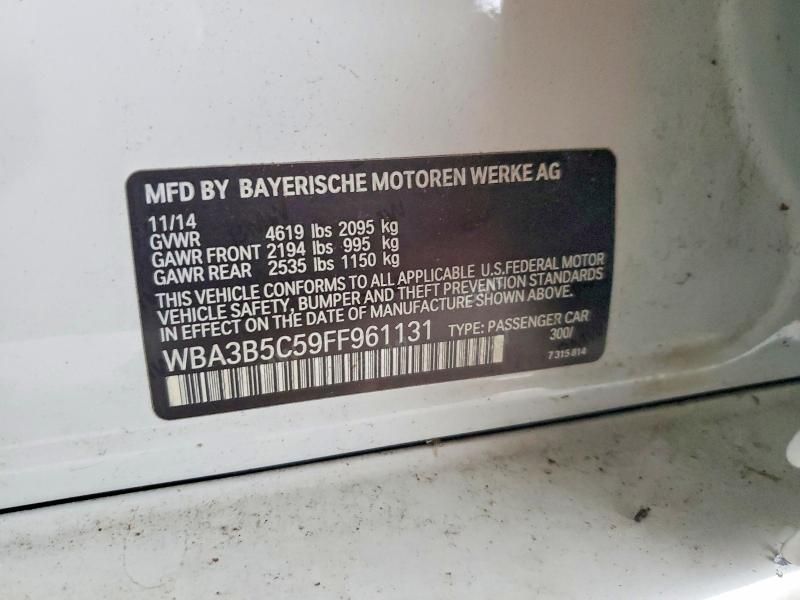 MFD BY BAYERISCHE MOTOREN WERKE AG
11/14
GVWR 4619 lbs 2095 kg
GAWR FRONT 2194 lbs 995 kg
GAWR REAR 2535 lbs 1150 kg
THIS VEHICLE CONFORMS TO ALL APPLICABLE U.S.FEDERAL MOTOR
VEHICLE SAFETY, BUMPER AND THEFT PREVENTION STANDARDS
IN EFFECT ON THE DATE OF MANUFACTURE SHOWN ABOVE.
WBA3B5C59FF961131 TYPE: PASSENGER CAR
300/
7 315 814